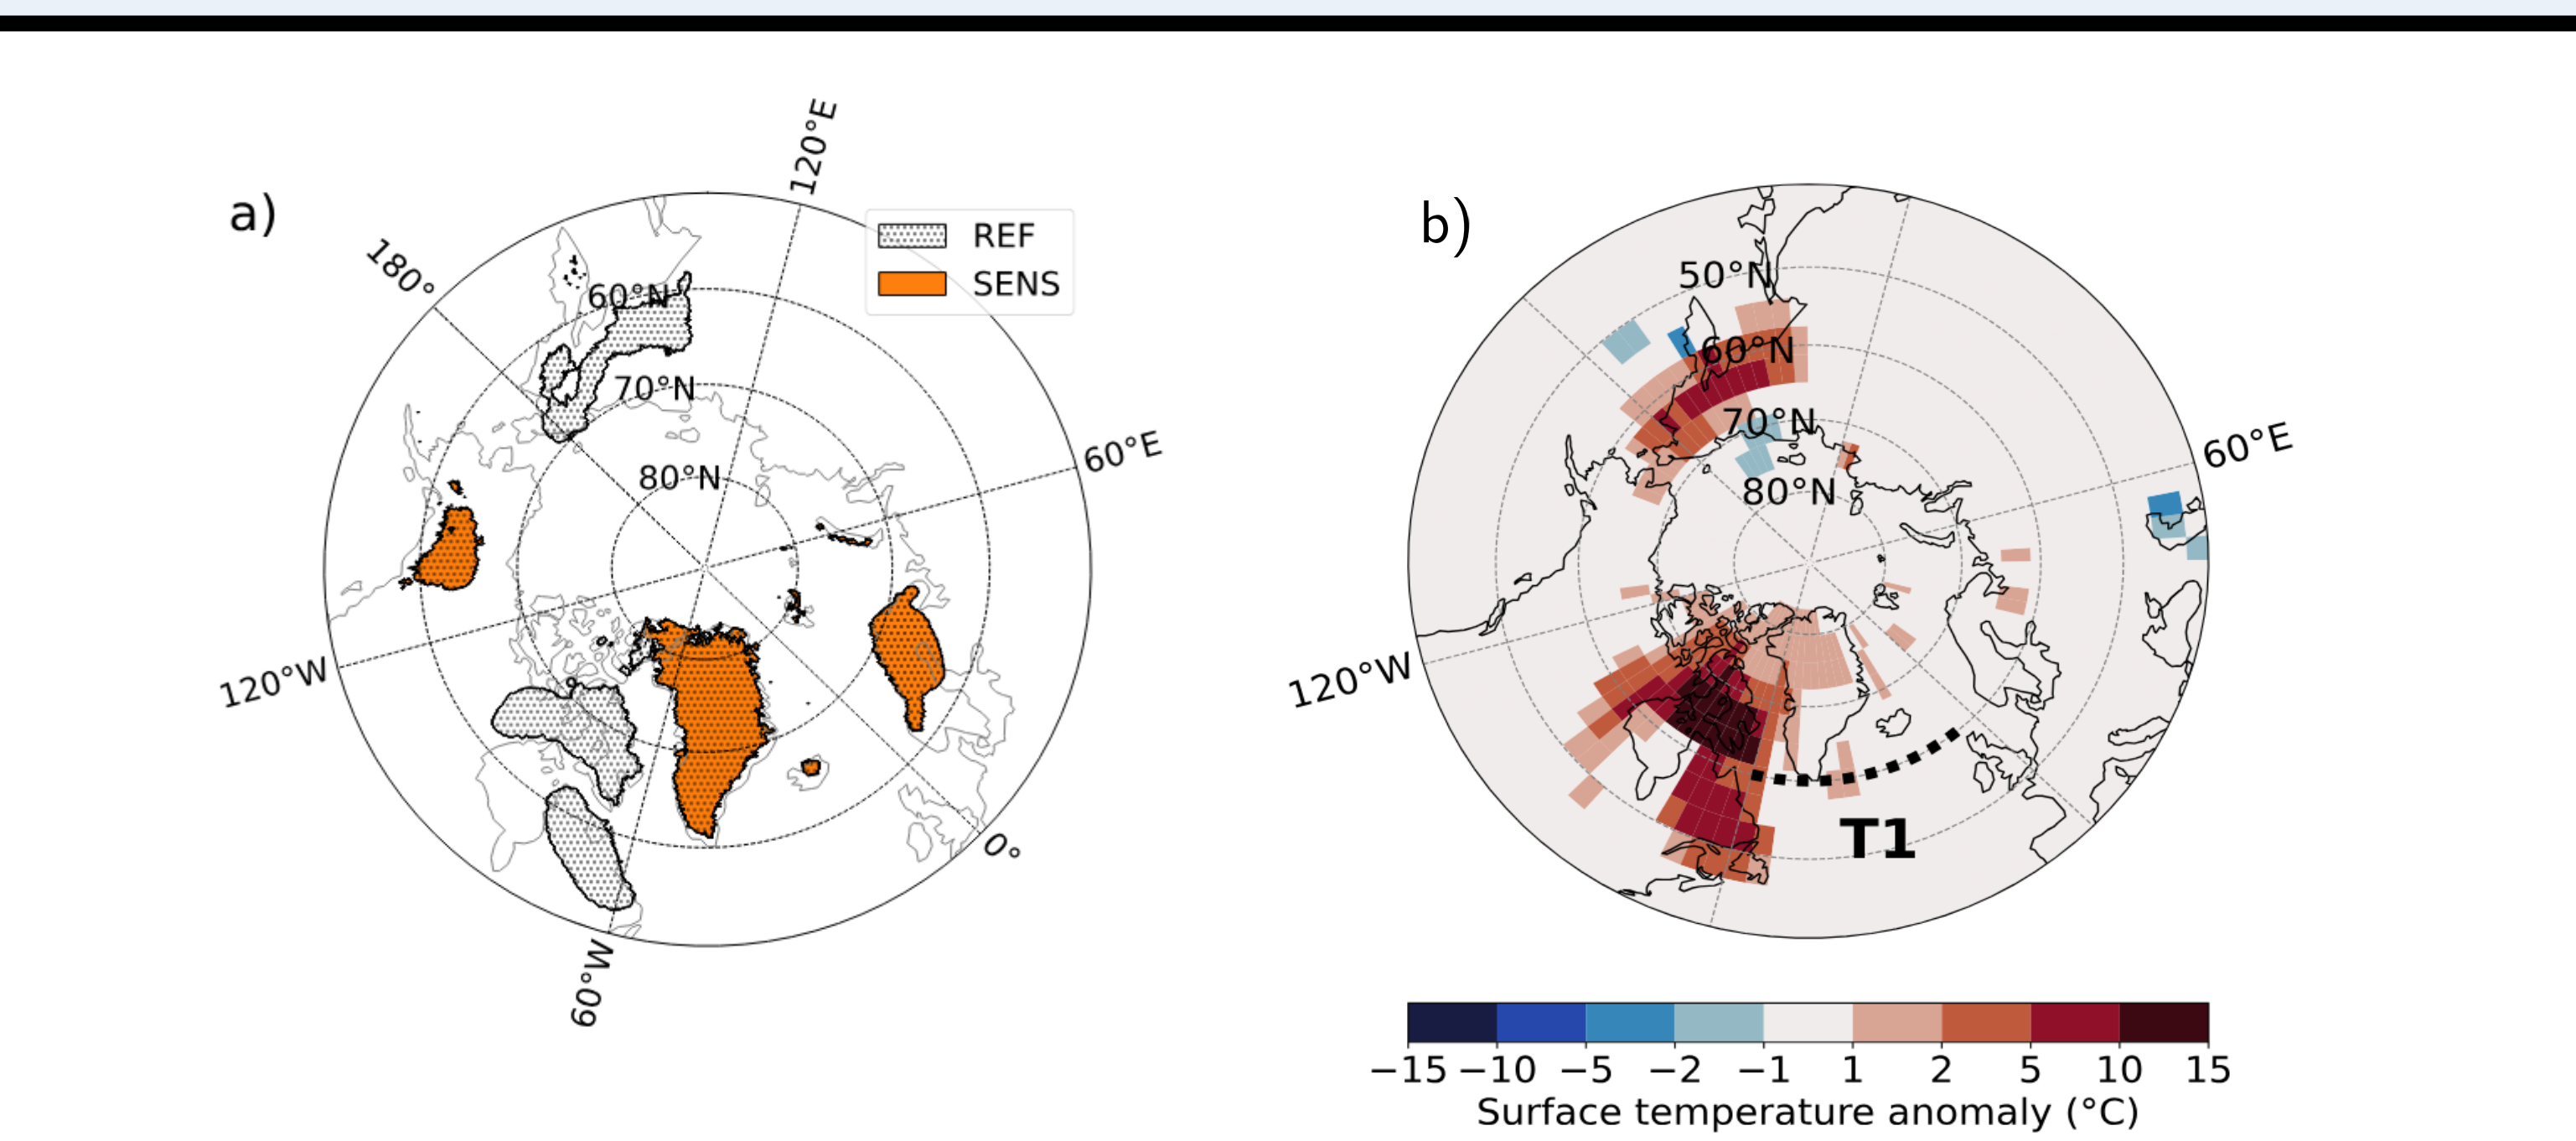 a)
120°E
180°
REF
SENS
60°N
70°N
80°N
60°E
120°W
60°W
0°
b)
50°N
60°N
70°N
80°N
60°E
120°W
T1
−15 −10 −5 −2 −1 1 2 5 10 15
Surface temperature anomaly (°C)